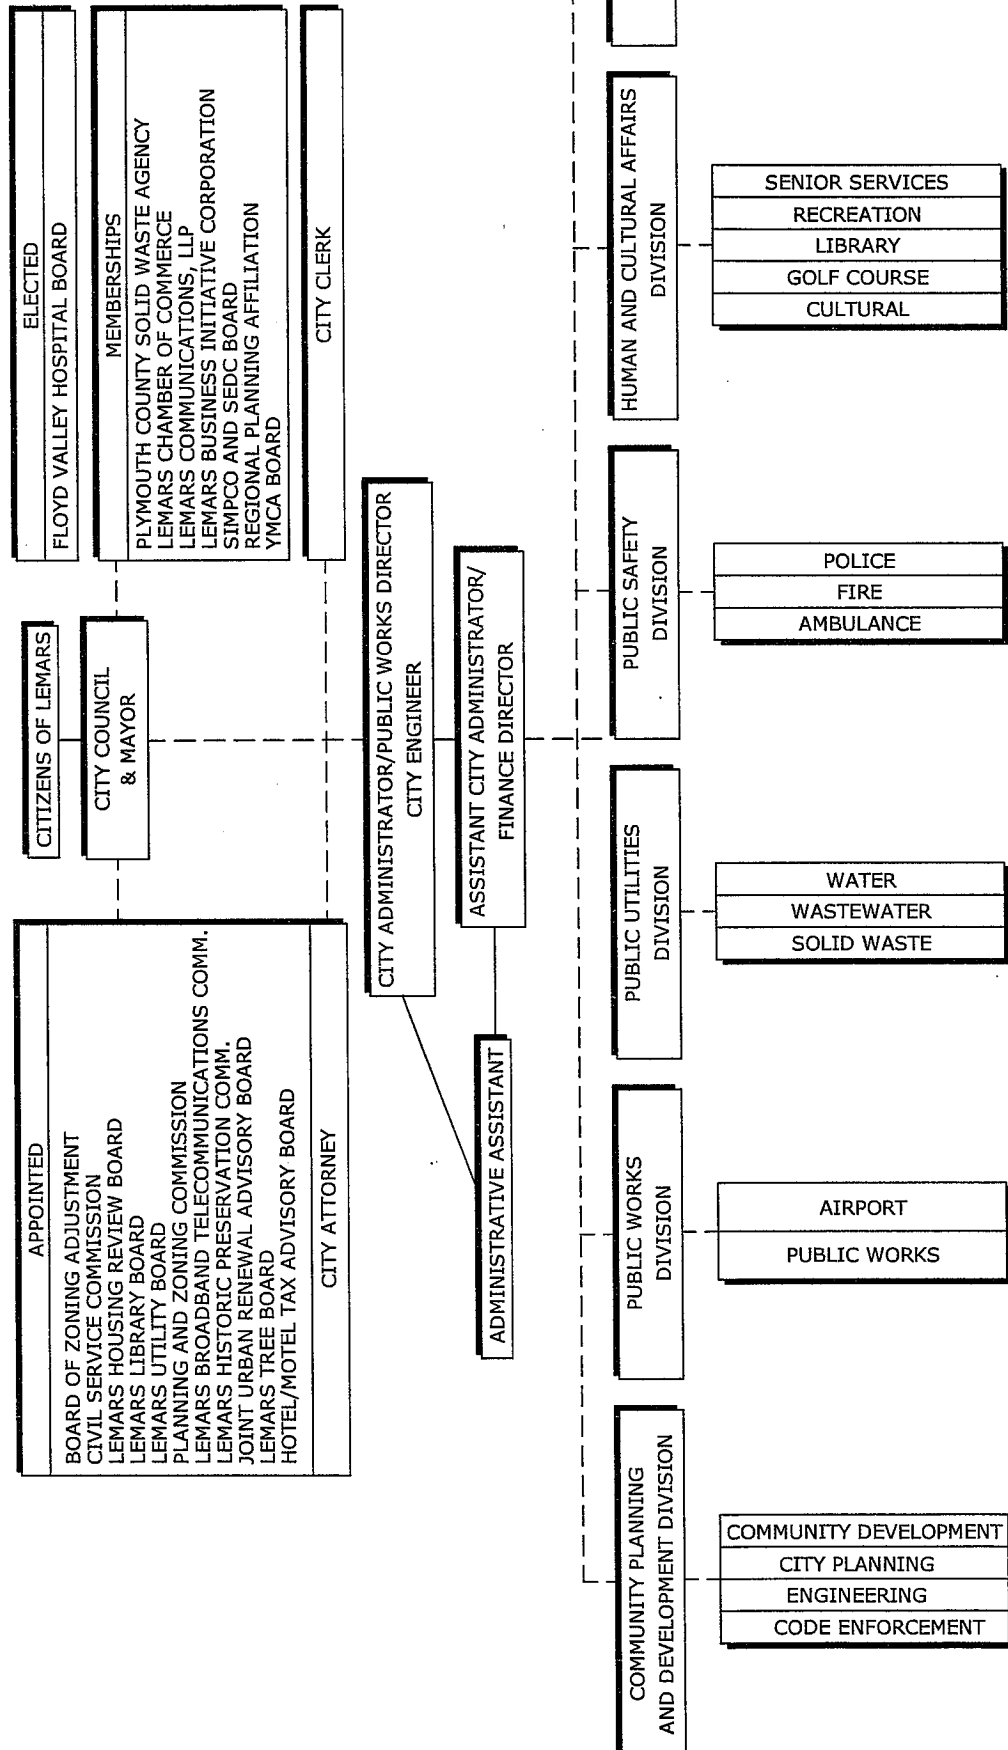 CITIZENS OF LEMARS
CITY COUNCIL
& MAYOR
APPOINTED
BOARD OF ZONING ADJUSTMENT
CIVIL SERVICE COMMISSION
LEMARS HOUSING REVIEW BOARD
LEMARS LIBRARY BOARD
LEMARS UTILITY BOARD
PLANNING AND ZONING COMMISSION
LEMARS BROADBAND TELECOMMUNICATIONS COMM.
LEMARS HISTORIC PRESERVATION COMM.
JOINT URBAN RENEWAL ADVISORY BOARD
LEMARS TREE BOARD
HOTEL/MOTEL TAX ADVISORY BOARD
CITY ATTORNEY
ELECTED
FLOYD VALLEY HOSPITAL BOARD
MEMBERSHIPS
PLYMOUTH COUNTY SOLID WASTE AGENCY
LEMARS CHAMBER OF COMMERCE
LEMARS COMMUNICATIONS, LLP
LEMARS BUSINESS INITIATIVE CORPORATION
SIMPCO AND SEDC BOARD
REGIONAL PLANNING AFFILIATION
YMCA BOARD
CITY CLERK
CITY ADMINISTRATOR/PUBLIC WORKS DIRECTOR
CITY ENGINEER
ASSISTANT CITY ADMINISTRATOR/
FINANCE DIRECTOR
ADMINISTRATIVE ASSISTANT
COMMUNITY PLANNING
AND DEVELOPMENT DIVISION
COMMUNITY DEVELOPMENT
CITY PLANNING
ENGINEERING
CODE ENFORCEMENT
PUBLIC WORKS
DIVISION
AIRPORT
PUBLIC WORKS
PUBLIC UTILITIES
DIVISION
WATER
WASTEWATER
SOLID WASTE
PUBLIC SAFETY
DIVISION
POLICE
FIRE
AMBULANCE
HUMAN AND CULTURAL AFFAIRS
DIVISION
SENIOR SERVICES
RECREATION
LIBRARY
GOLF COURSE
CULTURAL